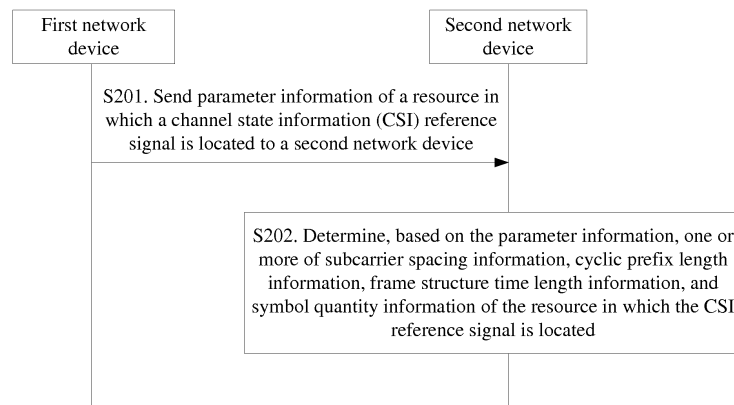 First network
device
Second network
device
S201. Send parameter information of a resource in
which a channel state information (CSI) reference
signal is located to a second network device
S202. Determine, based on the parameter information, one or
more of subcarrier spacing information, cyclic prefix length
information, frame structure time length information, and
symbol quantity information of the resource in which the CSI
reference signal is located